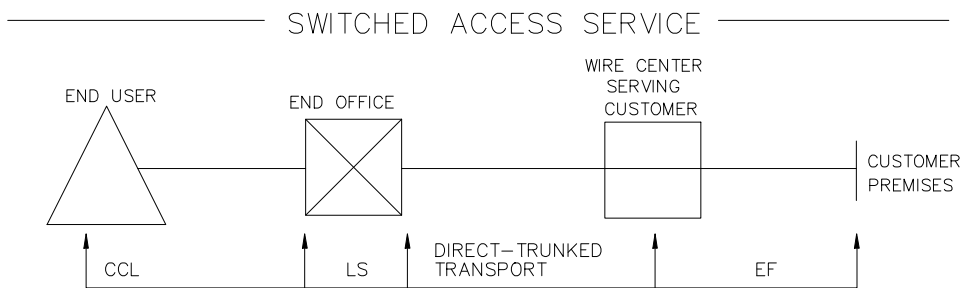 SWITCHED ACCESS SERVICE
END USER
END OFFICE
WIRE CENTER
SERVING
CUSTOMER
CUSTOMER
PREMISES
CCL
LS
DIRECT-TRUNKED
TRANSPORT
EF